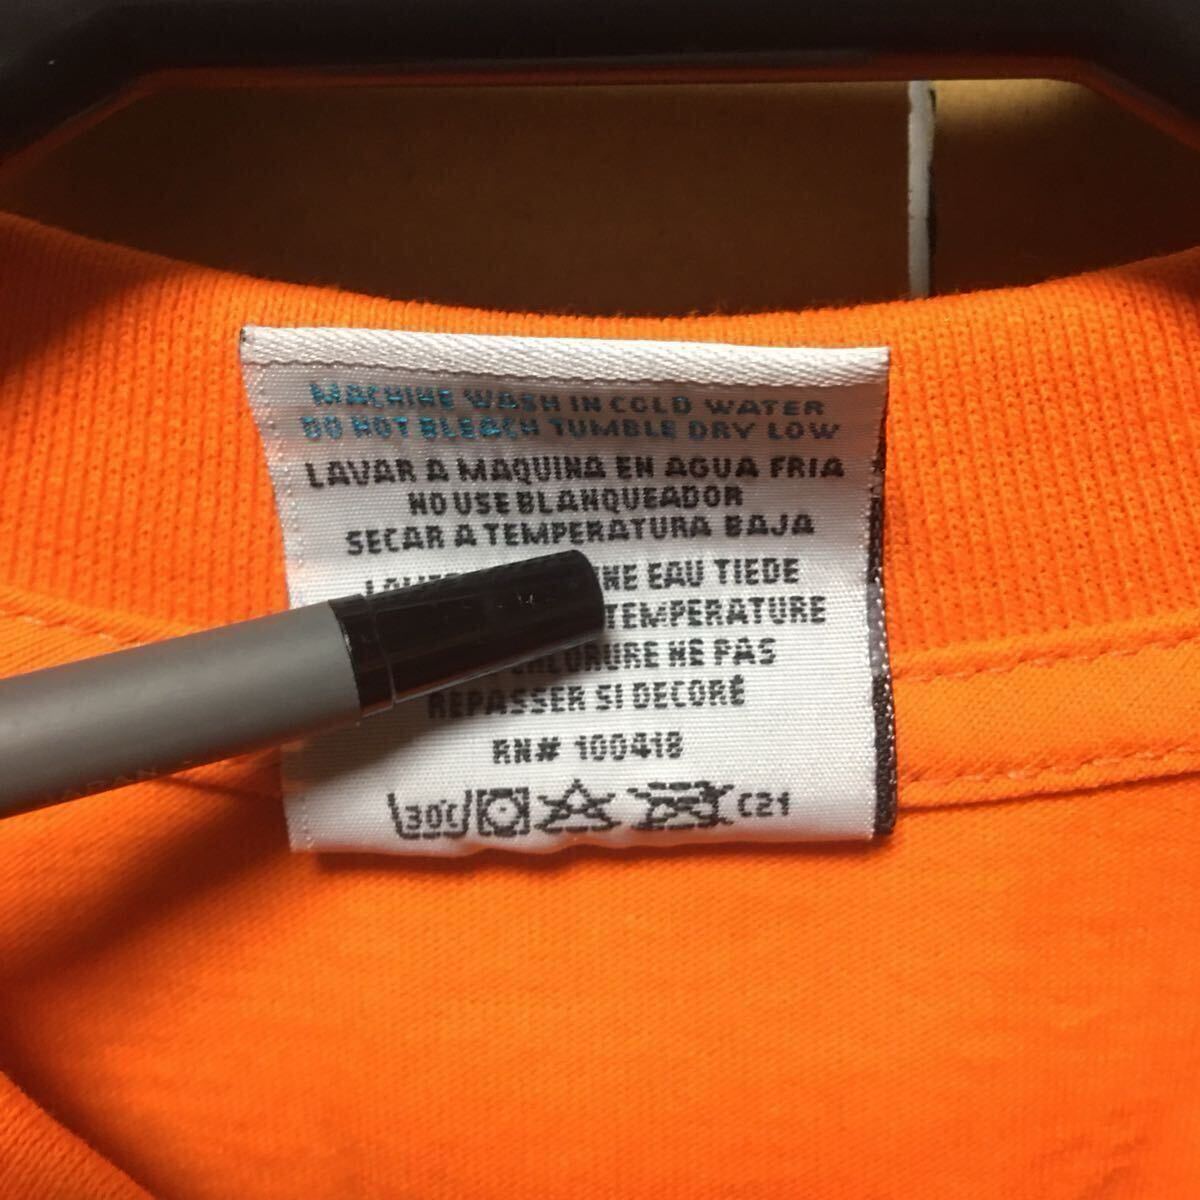 MACHINE WASH IN COLD WATER
DO NOT BLEACH TUMBLE DRY LOW
LAVAR A MAQUINA EN AGUA FRIA
NO USE BLANQUEADOR
SECAR A TEMPERATURA BAJA
EAU TIEDE
TEMPERATURE
NE PAS
REPASSER SI DECORÉ
RN# 100418
30°C C21